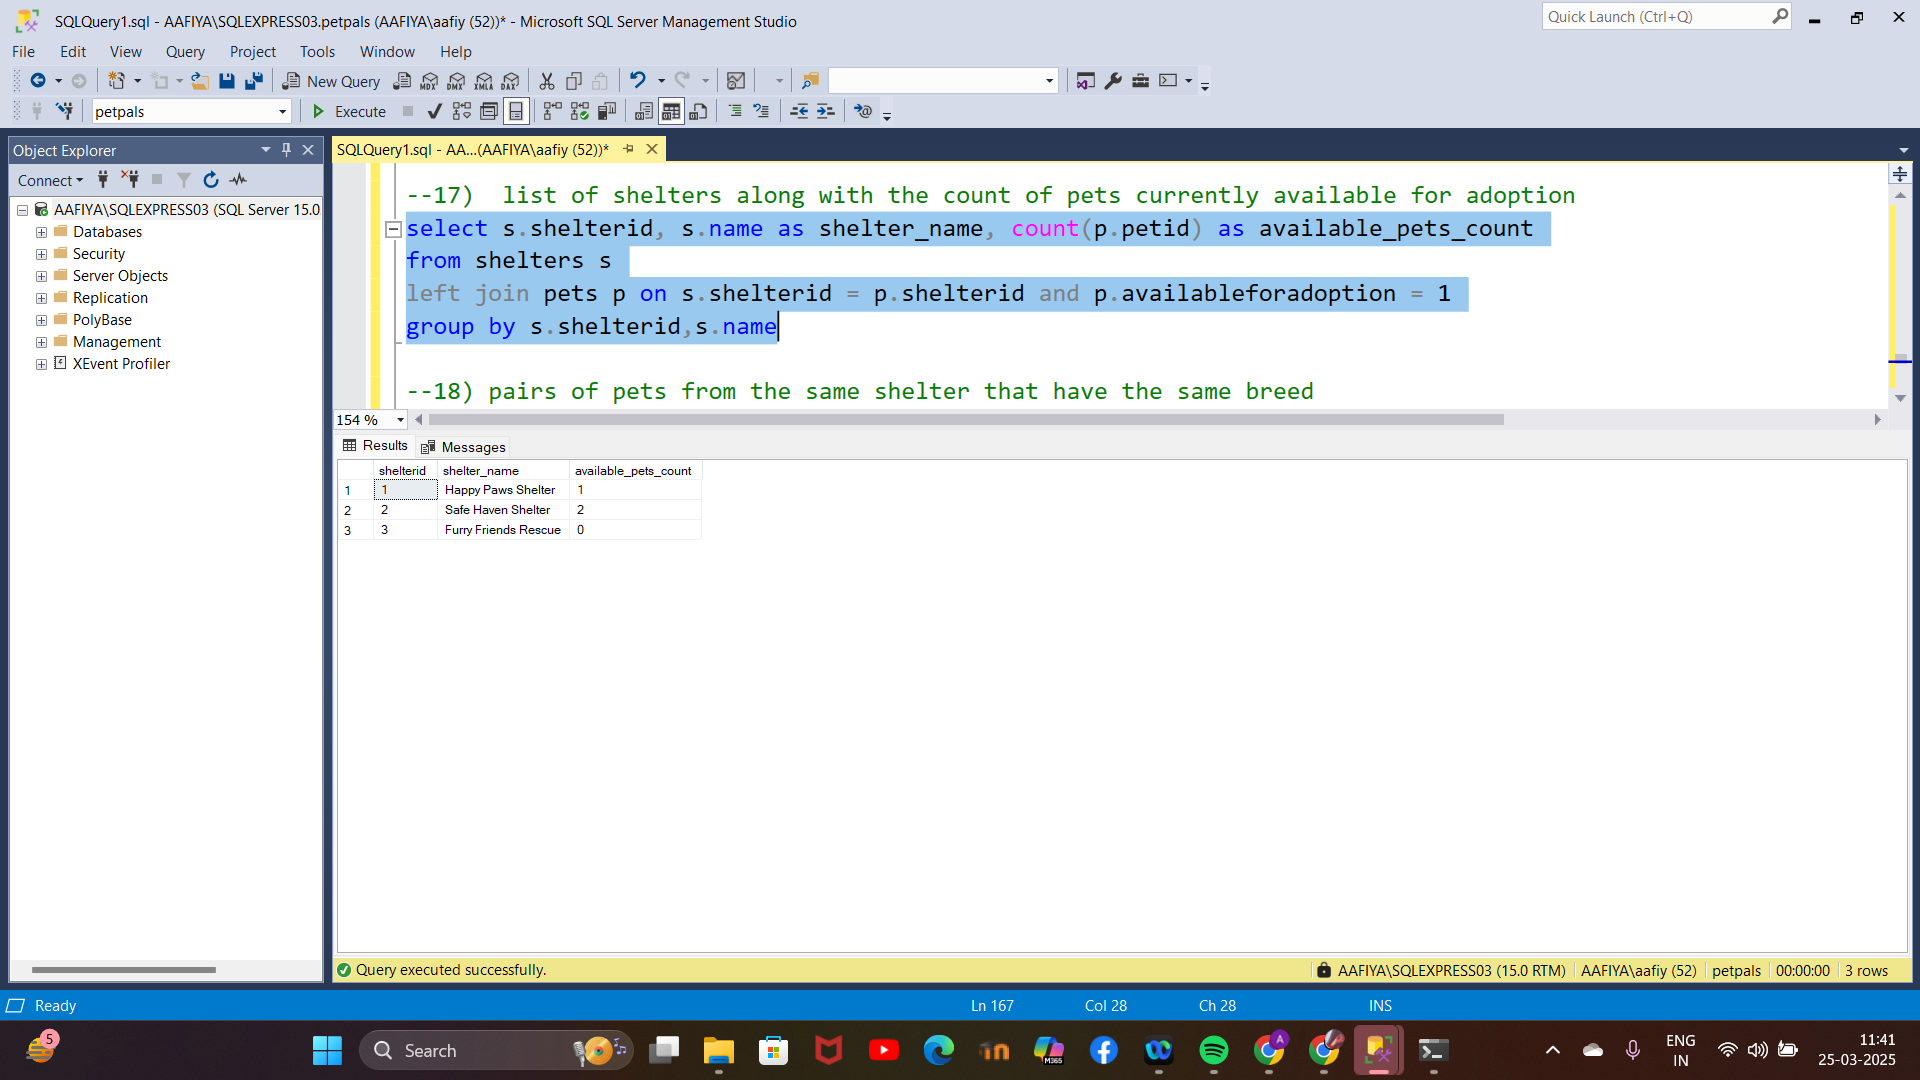 SQLQuery1.sql - AAFIYA\SQLEXPRESS03.petpals (AAFIYA\aafiy (52))* - Microsoft SQL Server Management Studio
Quick Launch (Ctrl+Q)
File Edit View Query Project Tools Window Help
New Query
MDX DMX XMLA DAX
petpals
Execute
Object Explorer
SQLQuery1.sql - AA...(AAFIYA\aafiy (52))*
Connect
AAFIYA\SQLEXPRESS03 (SQL Server 15.0
Databases
Security
Server Objects
Replication
PolyBase
Management
XEvent Profiler
--17)  list of shelters along with the count of pets currently available for adoption
select s.shelterid, s.name as shelter_name, count(p.petid) as available_pets_count
from shelters s
left join pets p on s.shelterid = p.shelterid and p.availableforadoption = 1
group by s.shelterid,s.name
--18) pairs of pets from the same shelter that have the same breed
154 %
Results Messages
shelterid shelter_name available_pets_count
1 1 Happy Paws Shelter 1
2 2 Safe Haven Shelter 2
3 3 Furry Friends Rescue 0
Query executed successfully.
AAFIYA\SQLEXPRESS03 (15.0 RTM) AAFIYA\aafiy (52) petpals 00:00:00 3 rows
Ready
Ln 167 Col 28 Ch 28 INS
5
Search
M365
A
ENG
IN
11:41
25-03-2025